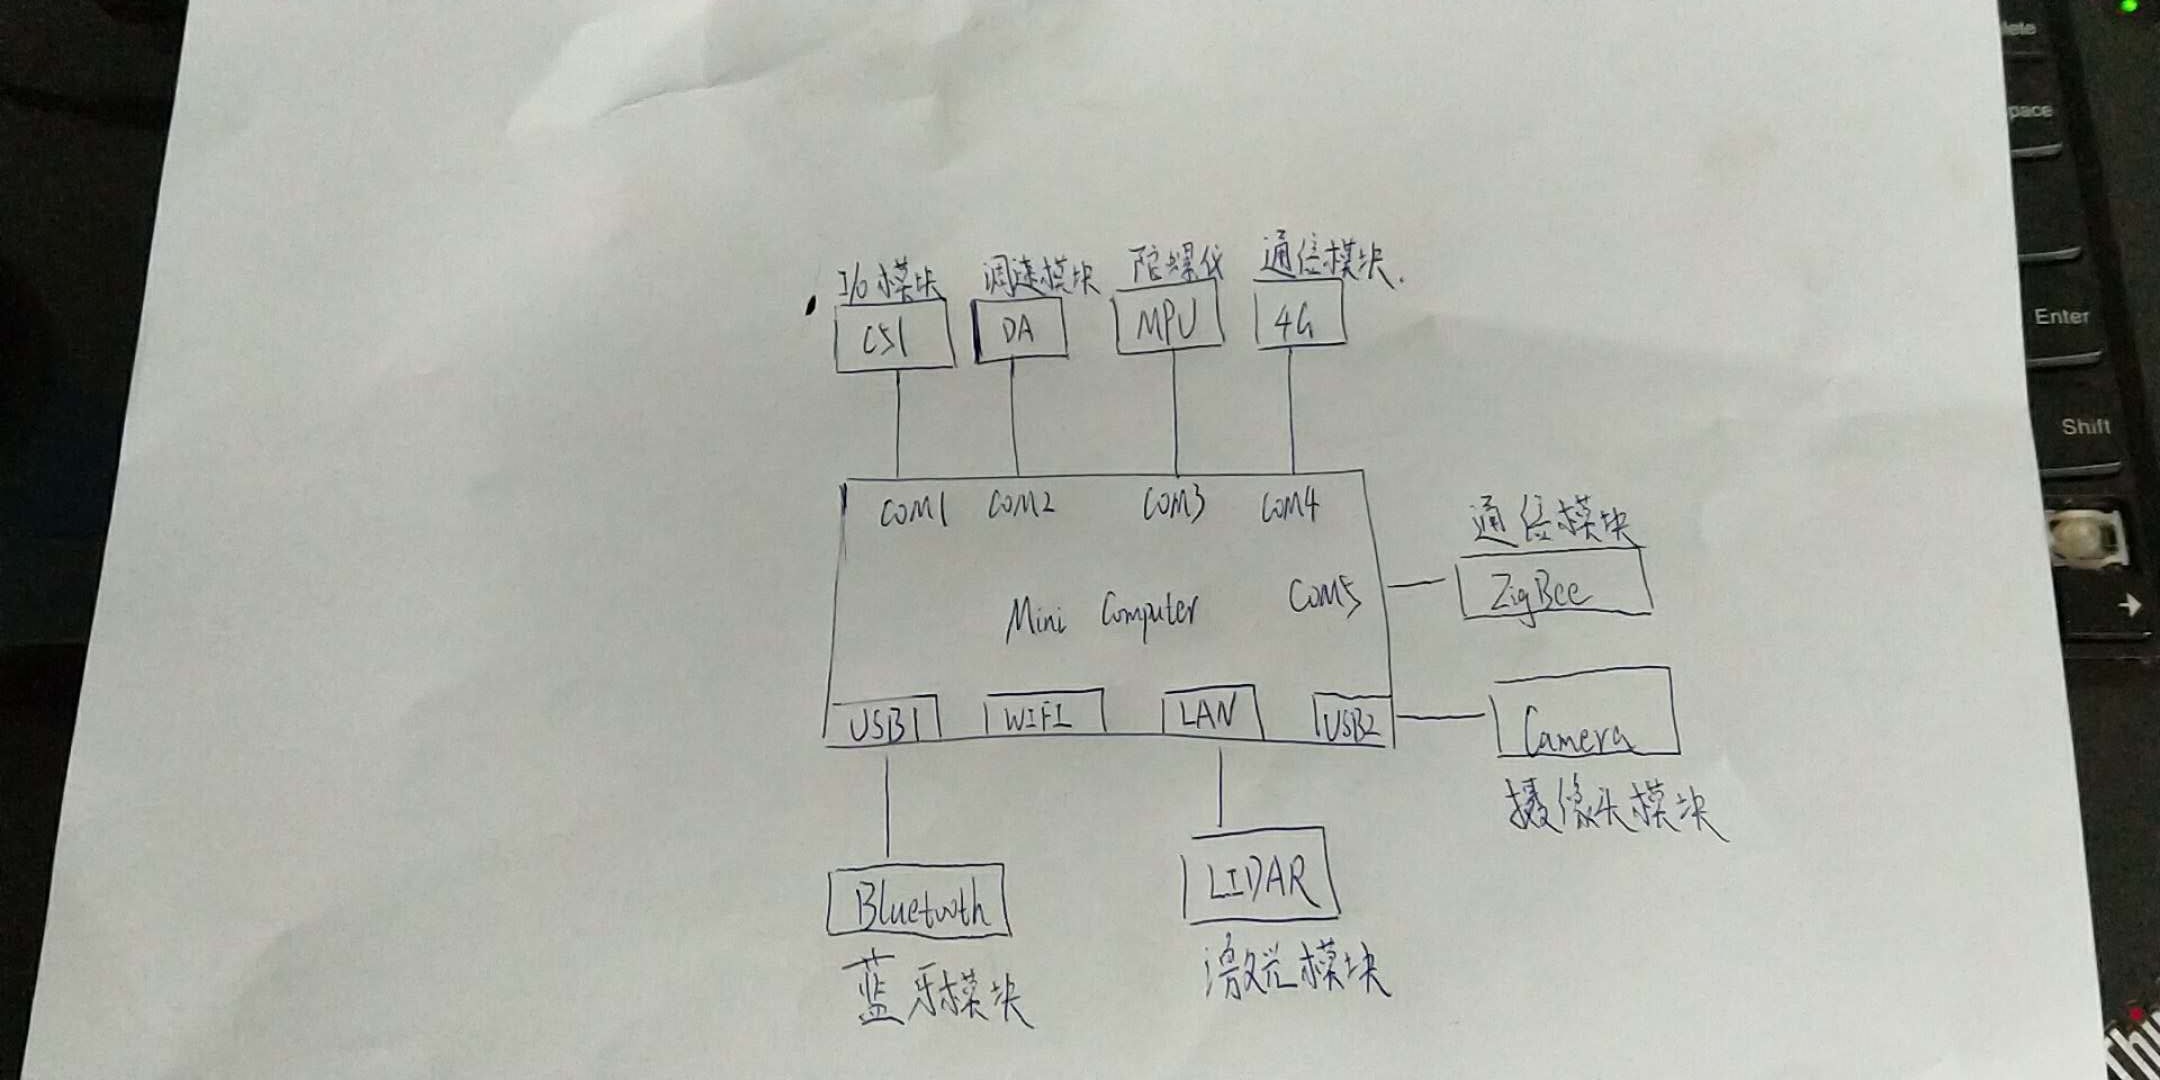 I/O模块 调速模块 陀螺仪 通信模块.
C51 DA MPU 4G
COM1 COM2 COM3 COM4
通信模块
COM5 ZigBee
Mini Computer
USB1 WIFI LAN USB2 Camera
摄像头模块
Bluetooth LIDAR
蓝牙模块 激光模块
lete
pace
Enter
Shift
Thin